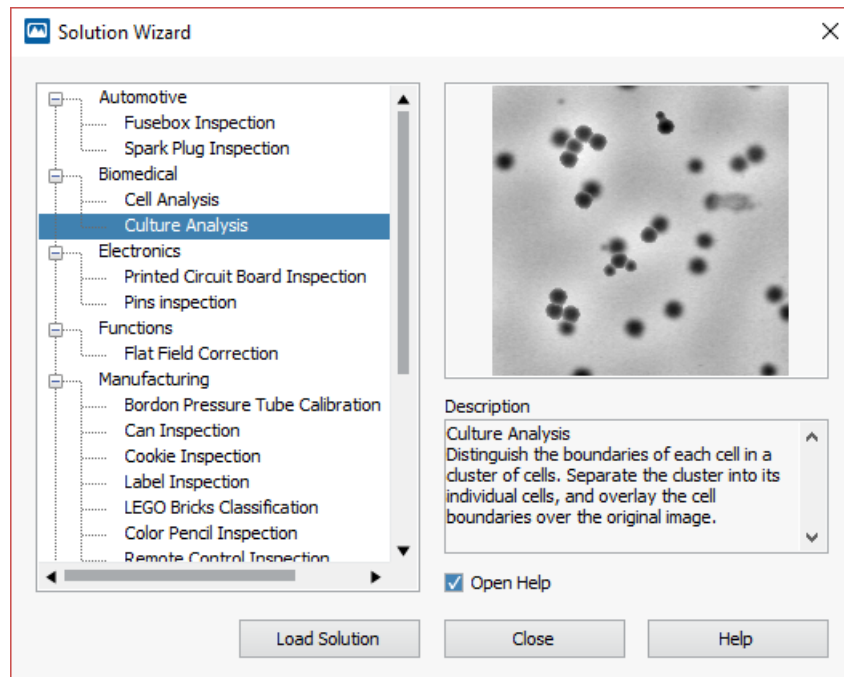 Solution Wizard
Automotive
Fusebox Inspection
Spark Plug Inspection
Biomedical
Cell Analysis
Culture Analysis
Electronics
Printed Circuit Board Inspection
Pins inspection
Functions
Flat Field Correction
Manufacturing
Bordon Pressure Tube Calibration
Can Inspection
Cookie Inspection
Label Inspection
LEGO Bricks Classification
Color Pencil Inspection
Remote Control Inspection
Description
Culture Analysis
Distinguish the boundaries of each cell in a
cluster of cells. Separate the cluster into its
individual cells, and overlay the cell
boundaries over the original image.
Open Help
Load Solution
Close
Help